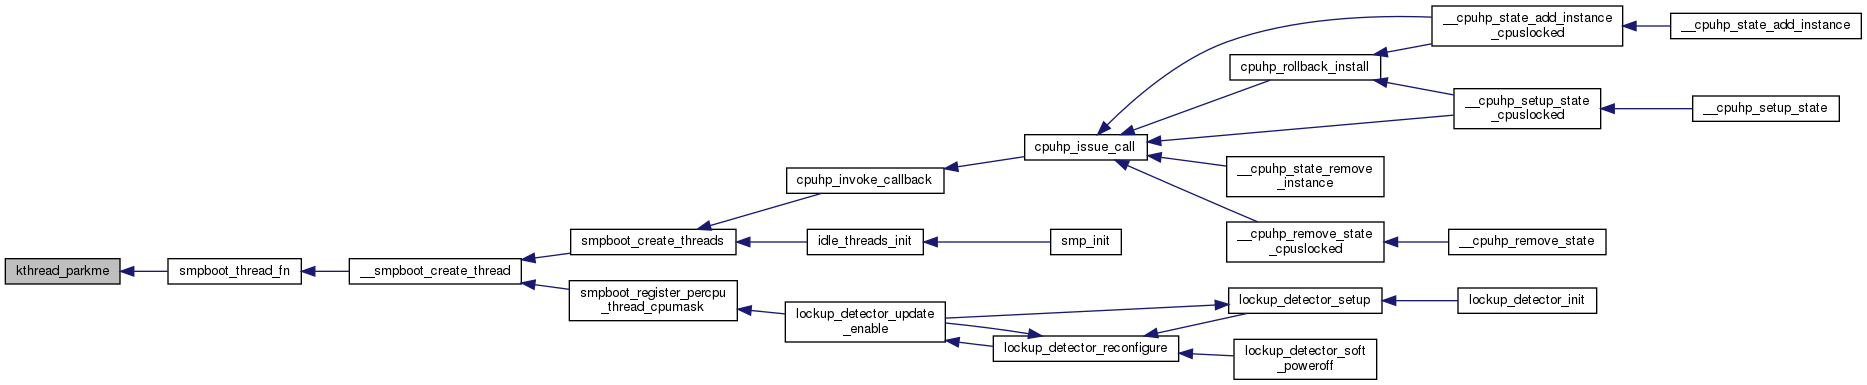 __cpuhp_state_add_instance
_cpuslocked
__cpuhp_state_add_instance
cpuhp_rollback_install
__cpuhp_setup_state
_cpuslocked
__cpuhp_setup_state
cpuhp_issue_call
__cpuhp_state_remove
_instance
cpuhp_invoke_callback
__cpuhp_remove_state
_cpuslocked
__cpuhp_remove_state
smpboot_create_threads
idle_threads_init
smp_init
kthread_parkme
smpboot_thread_fn
__smpboot_create_thread
smpboot_register_percpu
_thread_cpumask
lockup_detector_update
_enable
lockup_detector_setup
lockup_detector_init
lockup_detector_reconfigure
lockup_detector_soft
_poweroff